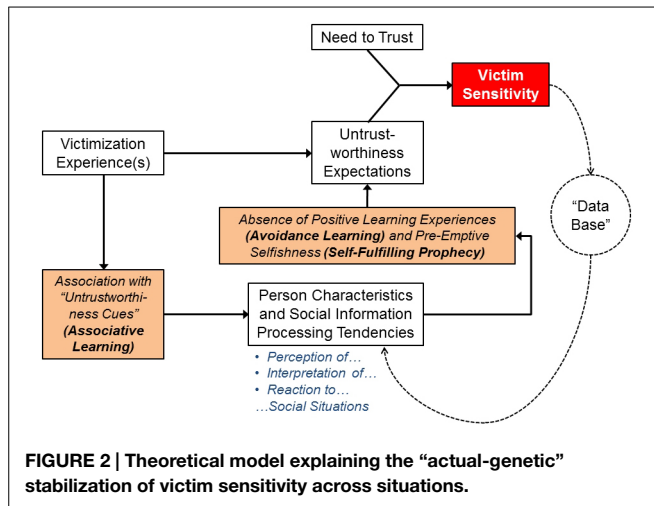 Need to Trust
Victim
Sensitivity
Victimization
Experience(s)
Untrust-
worthiness
Expectations
"Data
Base"
Absence of Positive Learning Experiences
(Avoidance Learning) and Pre-Emptive
Selfishness (Self-Fulfilling Prophecy)
Association with
"Untrustworthi-
ness Cues"
(Associative
Learning)
Person Characteristics
and Social Information
Processing Tendencies
• Perception of…
• Interpretation of…
• Reaction to…
…Social Situations
FIGURE 2 | Theoretical model explaining the "actual-genetic"
stabilization of victim sensitivity across situations.